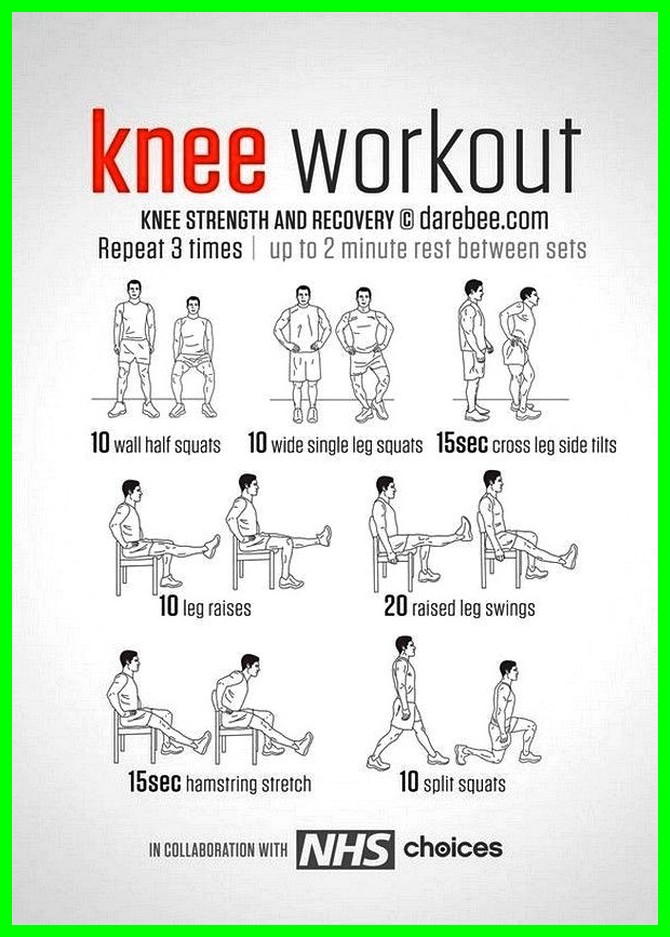 knee workout
KNEE STRENGTH AND RECOVERY © darebee.com
Repeat 3 times | up to 2 minute rest between sets
10 wall half squats 10 wide single leg squats 15sec cross leg side tilts
10 leg raises 20 raised leg swings
15sec hamstring stretch 10 split squats
IN COLLABORATION WITH NHS choices